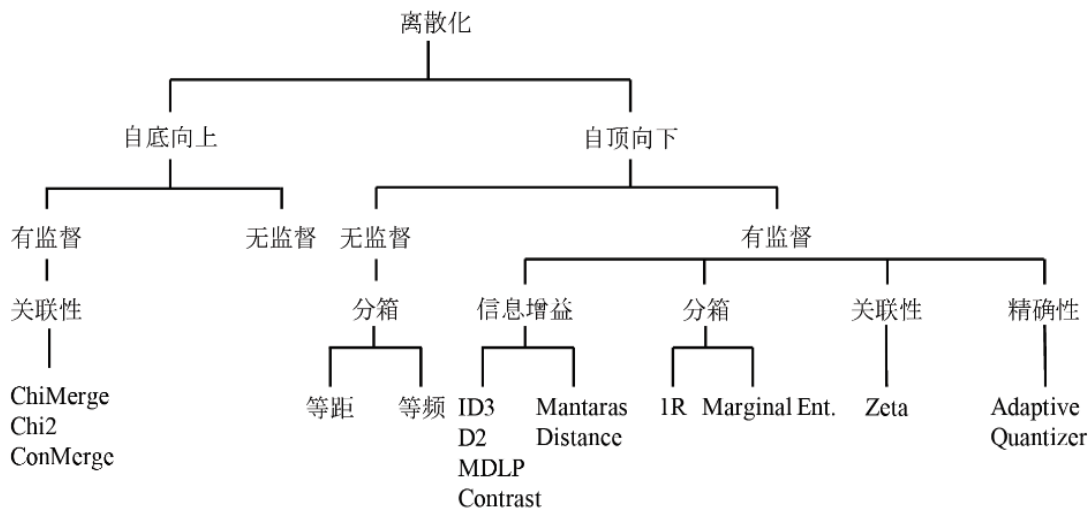 离散化
自底向上
自顶向下
有监督
无监督
无监督
有监督
关联性
分箱
信息增益
分箱
关联性
精确性
ChiMerge
Chi2
ConMerge
等距
等频
ID3
D2
MDLP
Contrast
Mantaras
Distance
1R
Marginal Ent.
Zeta
Adaptive
Quantizer